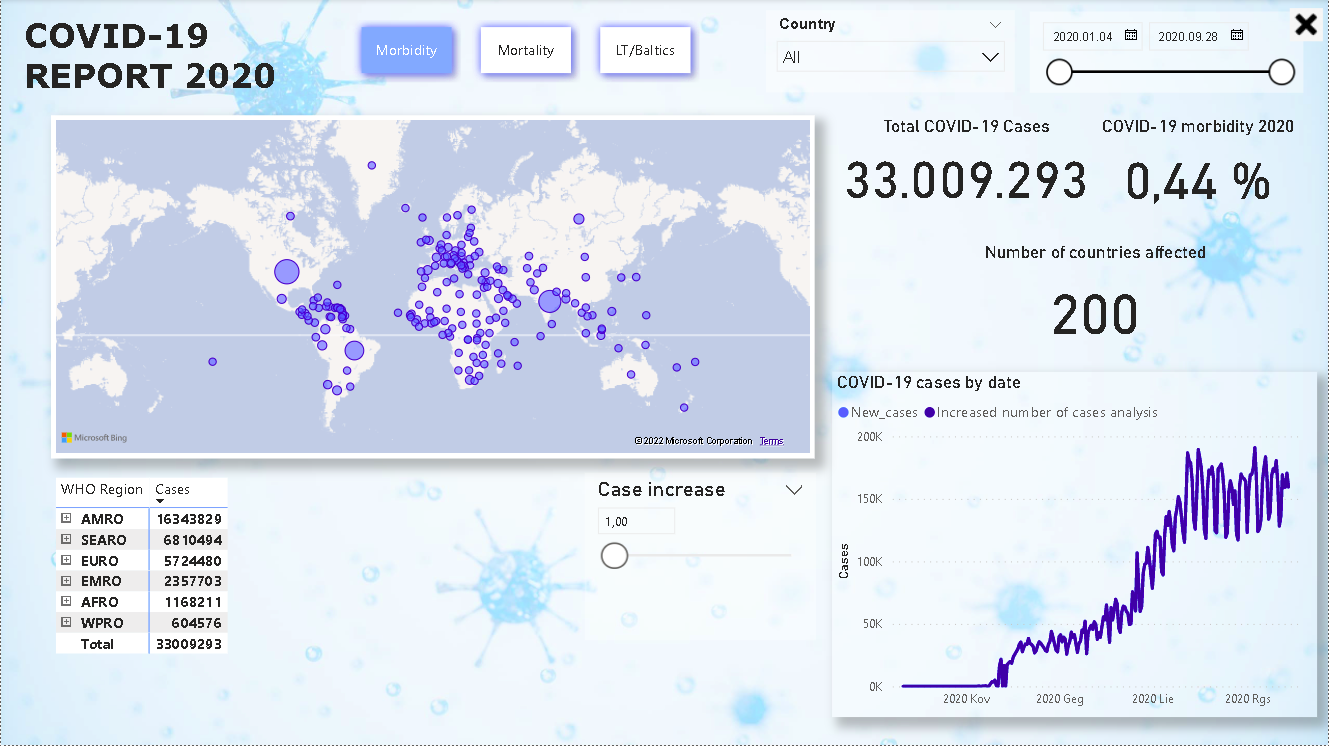 COVID-19
REPORT 2020
Morbidity
Mortality
LT/Baltics
Country
All
2020.01.04
2020.09.28
Total COVID-19 Cases
33.009.293
COVID-19 morbidity 2020
0,44 %
Number of countries affected
200
Microsoft Bing
© 2022 Microsoft Corporation Terms
WHO Region Cases
AMRO 16343829
SEARO 6810494
EURO 5724480
EMRO 2357703
AFRO 1168211
WPRO 604576
Total 33009293
Case increase
1,00
COVID-19 cases by date
New_cases Increased number of cases analysis
Cases
200K
150K
100K
50K
0K
2020 Kov 2020 Geg 2020 Lie 2020 Rgs